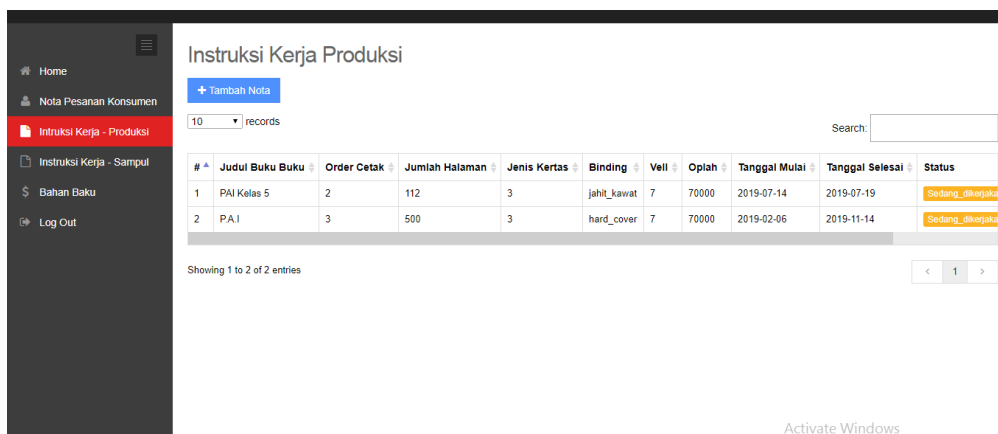 Instruksi Kerja Produksi
Home
+ Tambah Nota
Nota Pesanan Konsumen
10 records
Search:
Intruksi Kerja - Produksi
Instruksi Kerja - Sampul
# Judul Buku Buku Order Cetak Jumlah Halaman Jenis Kertas Binding Vell Oplah Tanggal Mulai Tanggal Selesai Status
Bahan Baku
1 PAI Kelas 5 2 112 3 jahit_kawat 7 70000 2019-07-14 2019-07-19 Sedang_dikerjaka
Log Out
2 P.A.I 3 500 3 hard_cover 7 70000 2019-02-06 2019-11-14 Sedang_dikerjaka
Showing 1 to 2 of 2 entries
< 1 >
Activate Windows